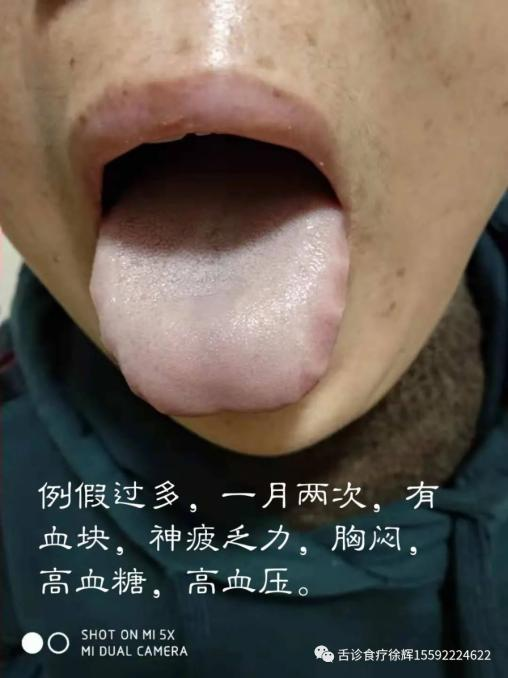 例假过多，一月两次，有
血块，神疲乏力，胸闷，
高血糖，高血压。
SHOT ON MI 5X
MI DUAL CAMERA
舌诊食疗徐辉15592224622